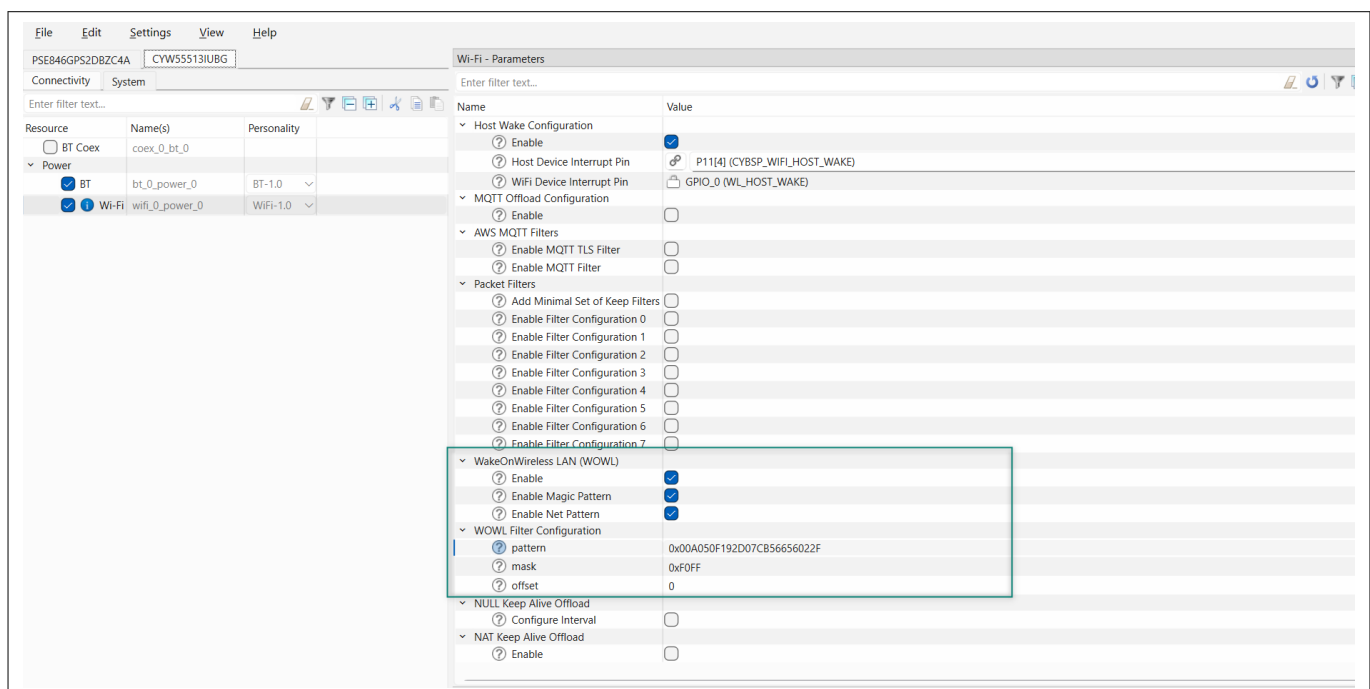 File Edit Settings View Help
PSE846GPS2DBZC4A CYW55513IUBG
Connectivity System
Enter filter text...
Resource Name(s) Personality
BT Coex coex_0_bt_0
Power
BT bt_0_power_0 BT-1.0
Wi-Fi wifi_0_power_0 WiFi-1.0
Wi-Fi - Parameters
Enter filter text...
Name Value
Host Wake Configuration
Enable
Host Device Interrupt Pin P11[4] (CYBSP_WIFI_HOST_WAKE)
WiFi Device Interrupt Pin GPIO_0 (WL_HOST_WAKE)
MQTT Offload Configuration
Enable
AWS MQTT Filters
Enable MQTT TLS Filter
Enable MQTT Filter
Packet Filters
Add Minimal Set of Keep Filters
Enable Filter Configuration 0
Enable Filter Configuration 1
Enable Filter Configuration 2
Enable Filter Configuration 3
Enable Filter Configuration 4
Enable Filter Configuration 5
Enable Filter Configuration 6
Enable Filter Configuration 7
WakeOnWireless LAN (WOWL)
Enable
Enable Magic Pattern
Enable Net Pattern
WOWL Filter Configuration
pattern 0x00A050F192D07CB56656022F
mask 0xF0FF
offset 0
NULL Keep Alive Offload
Configure Interval
NAT Keep Alive Offload
Enable